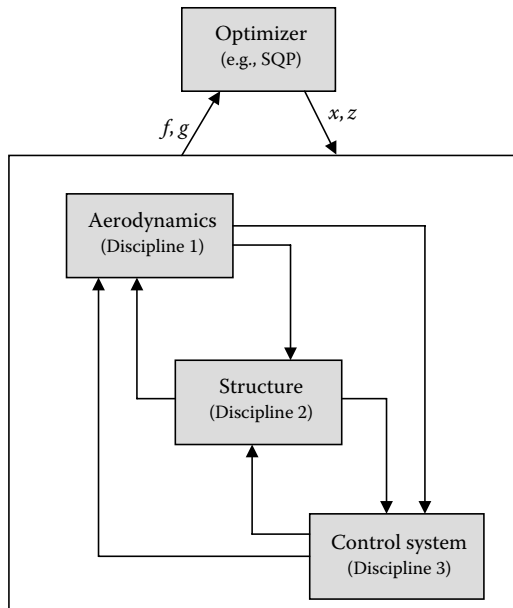 Optimizer
(e.g., SQP)
f, g
x, z
Aerodynamics
(Discipline 1)
Structure
(Discipline 2)
Control system
(Discipline 3)